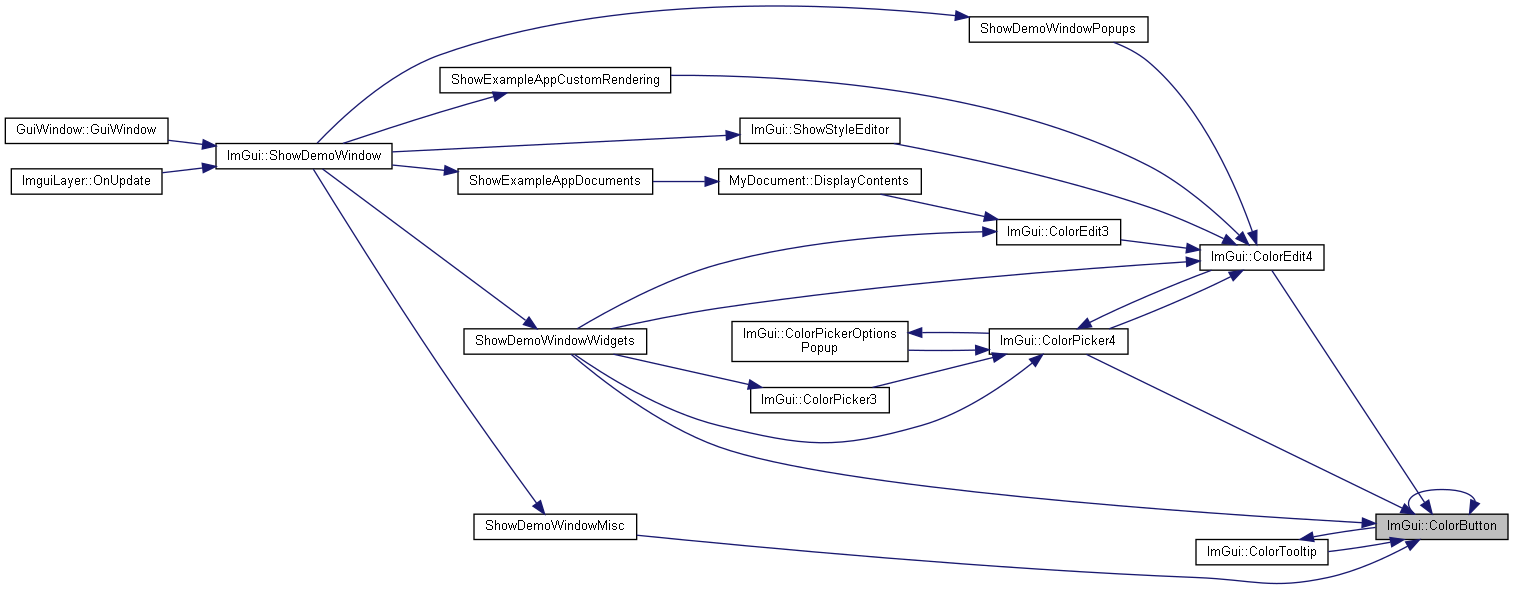 ShowDemoWindowPopups
ShowExampleAppCustomRendering
GuiWindow::GuiWindow
ImGui::ShowStyleEditor
ImGui::ShowDemoWindow
ImguiLayer::OnUpdate
ShowExampleAppDocuments
MyDocument::DisplayContents
ImGui::ColorEdit3
ImGui::ColorEdit4
ShowDemoWindowWidgets
ImGui::ColorPickerOptions
Popup
ImGui::ColorPicker4
ImGui::ColorPicker3
ShowDemoWindowMisc
ImGui::ColorButton
ImGui::ColorTooltip